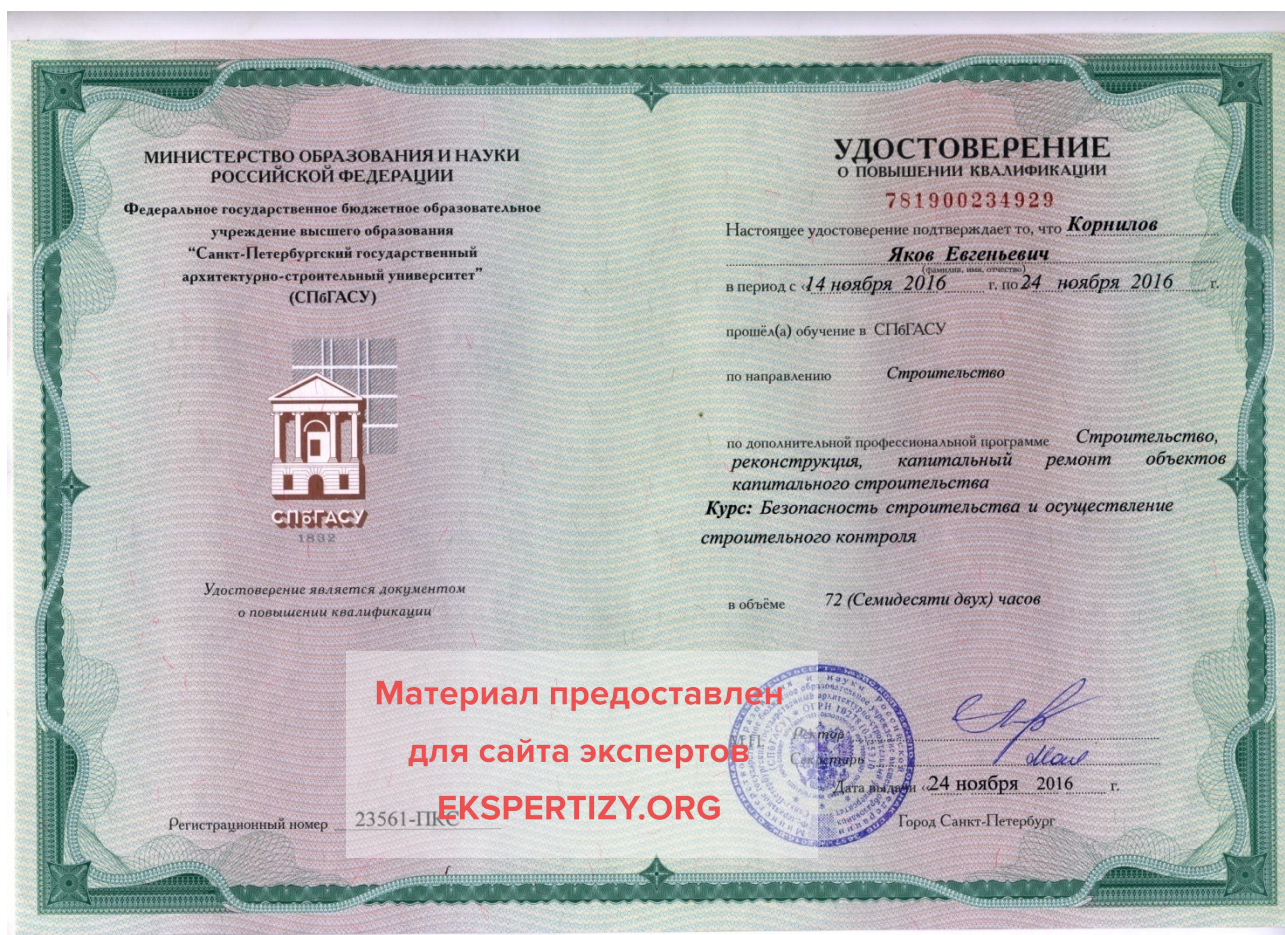 МИНИСТЕРСТВО ОБРАЗОВАНИЯ И НАУКИ
РОССИЙСКОЙ ФЕДЕРАЦИИ
Федеральное государственное бюджетное образовательное
учреждение высшего образования
“Санкт-Петербургский государственный
архитектурно-строительный университет”
(СПбГАСУ)
СПбГАСУ
1832
Удостоверение является документом
о повышении квалификации
Регистрационный номер 23561-ПКС
УДОСТОВЕРЕНИЕ
О ПОВЫШЕНИИ КВАЛИФИКАЦИИ
781900234929
Настоящее удостоверение подтверждает то, что Корнилов
Яков Евгеньевич
(фамилия, имя, отчество)
в период с «14 ноября 2016 г. по 24 ноября 2016 г.
прошёл(а) обучение в СПбГАСУ
по направлению Строительство
по дополнительной профессиональной программе Строительство,
реконструкция, капитальный ремонт объектов
капитального строительства
Курс: Безопасность строительства и осуществление
строительного контроля
в объёме 72 (Семидесяти двух) часов
М.П. Ректор
Секретарь
Дата выдачи «24 ноября 2016 г.
Город Санкт-Петербург
Материал предоставлен
для сайта экспертов
EKSPERTIZY.ORG